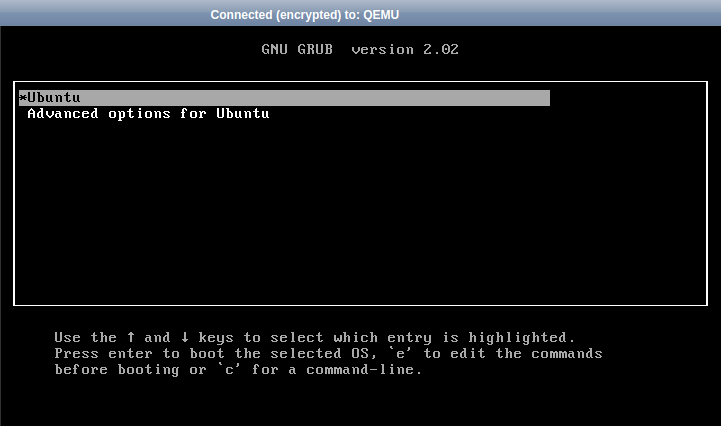 Connected (encrypted) to: QEMU
GNU GRUB  version 2.02
*Ubuntu
Advanced options for Ubuntu
Use the ↑ and ↓ keys to select which entry is highlighted.
Press enter to boot the selected OS, `e' to edit the commands
before booting or `c' for a command-line.